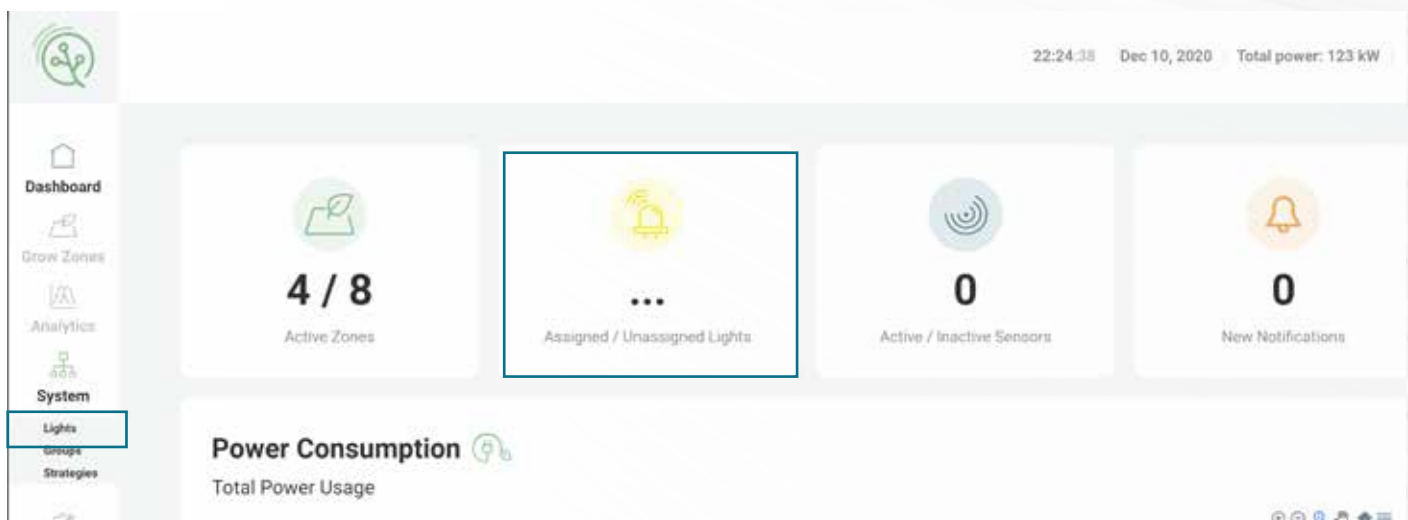 22:24:38 Dec 10, 2020 Total power: 123 kW
Dashboard
Grow Zones
Analytics
System
Lights
Groups
Strategies
4 / 8
Active Zones
...
Assigned / Unassigned Lights
0
Active / Inactive Sensors
0
New Notifications
Power Consumption
Total Power Usage